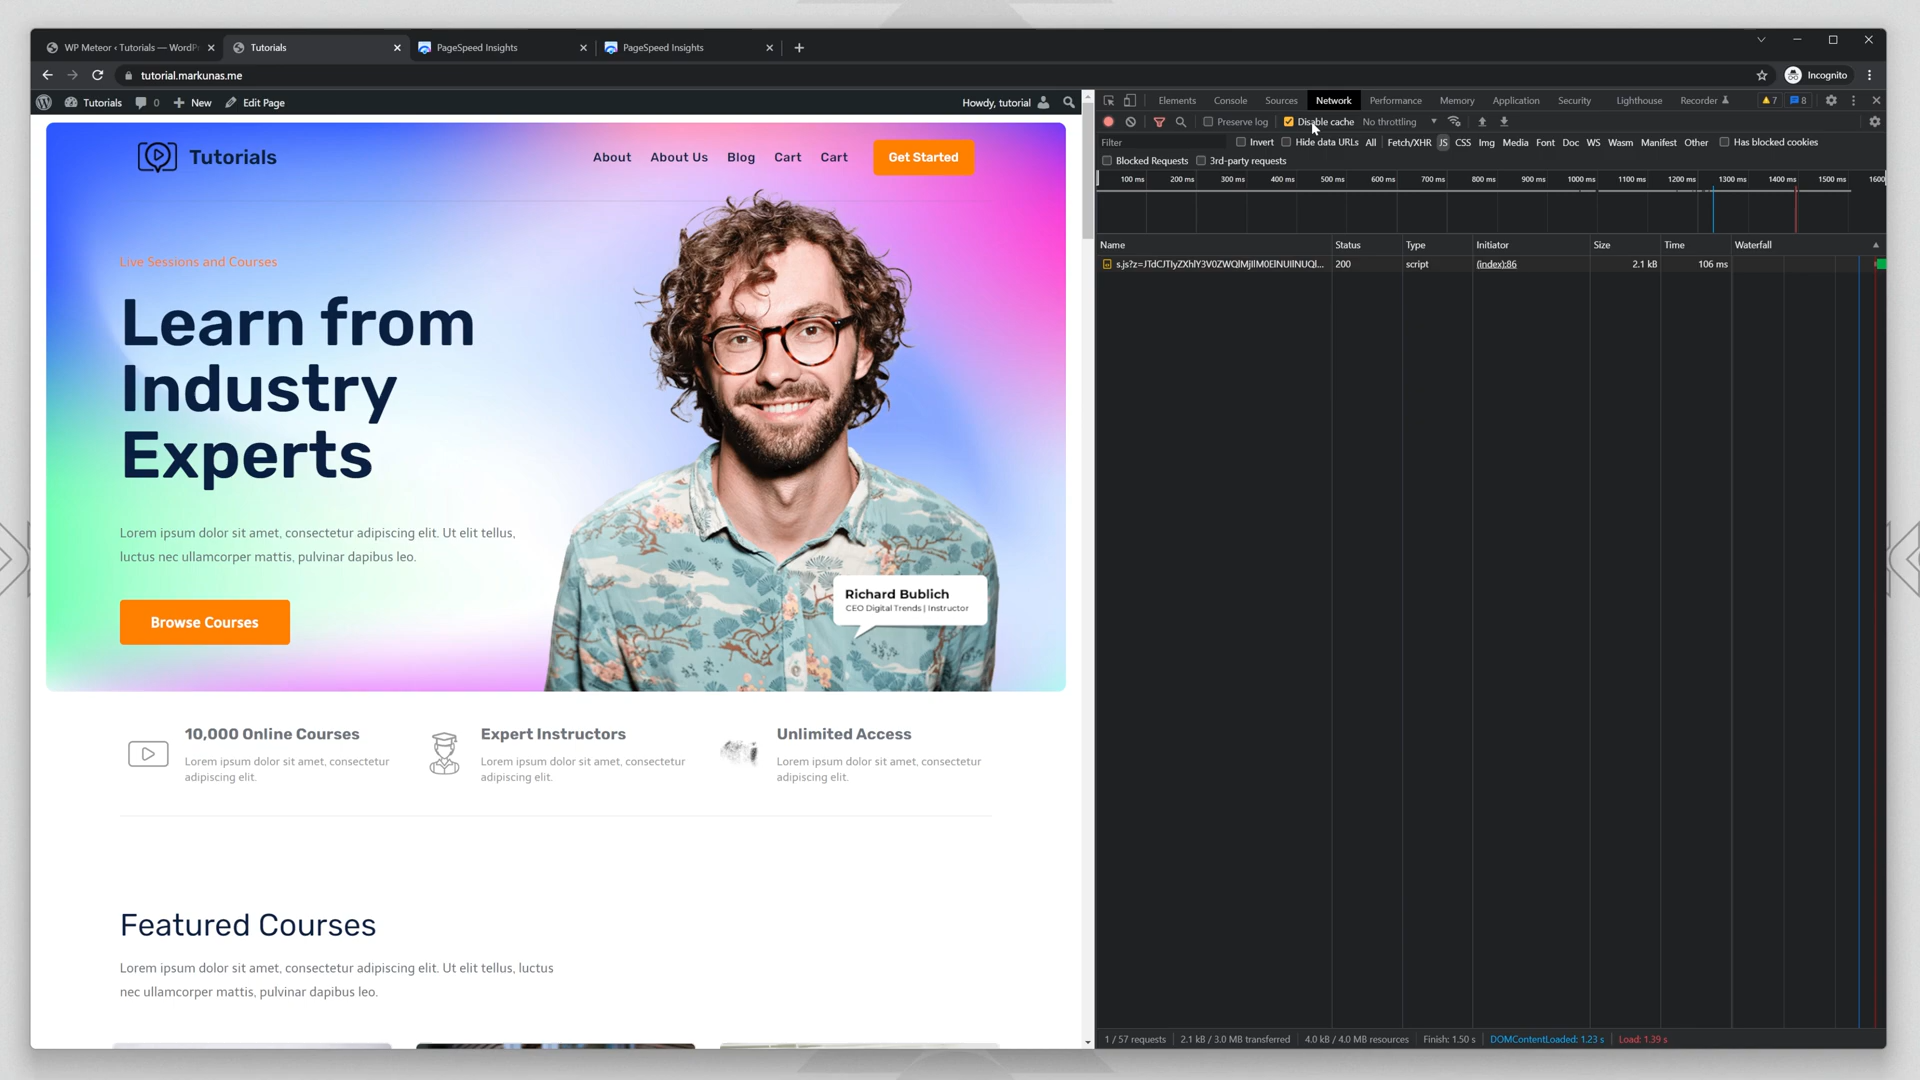 WP Meteor ‹ Tutorials — WordPr
Tutorials
PageSpeed Insights
PageSpeed Insights
tutorial.markunas.me
Incognito
Tutorials
0
New
Edit Page
Howdy, tutorial
Tutorials
About
About Us
Blog
Cart
Cart
Get Started
Live Sessions and Courses
Learn from
Industry
Experts
Lorem ipsum dolor sit amet, consectetur adipiscing elit. Ut elit tellus,
luctus nec ullamcorper mattis, pulvinar dapibus leo.
Browse Courses
Richard Bublich
CEO Digital Trends | Instructor
10,000 Online Courses
Lorem ipsum dolor sit amet, consectetur
adipiscing elit.
Expert Instructors
Lorem ipsum dolor sit amet, consectetur
adipiscing elit.
Unlimited Access
Lorem ipsum dolor sit amet, consectetur
adipiscing elit.
Featured Courses
Lorem ipsum dolor sit amet, consectetur adipiscing elit. Ut elit tellus, luctus
nec ullamcorper mattis, pulvinar dapibus leo.
Elements Console Sources Network Performance Memory Application Security Lighthouse Recorder 7 8
Preserve log Disable cache No throttling
Filter Invert Hide data URLs All Fetch/XHR JS CSS Img Media Font Doc WS Wasm Manifest Other Has blocked cookies
Blocked Requests 3rd-party requests
100 ms 200 ms 300 ms 400 ms 500 ms 600 ms 700 ms 800 ms 900 ms 1000 ms 1100 ms 1200 ms 1300 ms 1400 ms 1500 ms 1600
Name Status Type Initiator Size Time Waterfall
200 script (index):86 2.1 kB 106 ms
1 / 57 requests 2.1 kB / 3.0 MB transferred 4.0 kB / 4.0 MB resources Finish: 1.50 s DOMContentLoaded: 1.23 s Load: 1.39 s